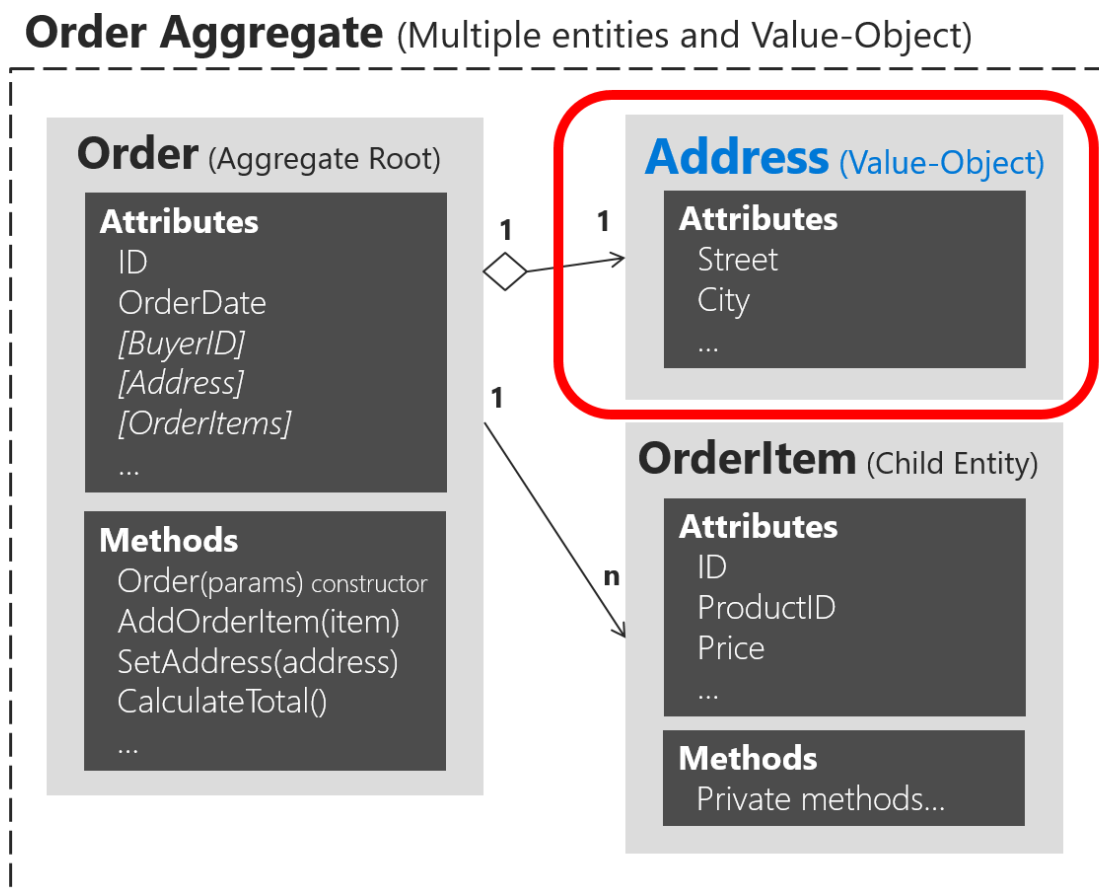 Order Aggregate (Multiple entities and Value-Object)
Order (Aggregate Root)
Attributes
ID
OrderDate
[BuyerID]
[Address]
[OrderItems]
...
Methods
Order(params) constructor
AddOrderItem(item)
SetAddress(address)
CalculateTotal()
...
1
1
Address (Value-Object)
Attributes
Street
City
...
1
n
OrderItem (Child Entity)
Attributes
ID
ProductID
Price
...
Methods
Private methods...